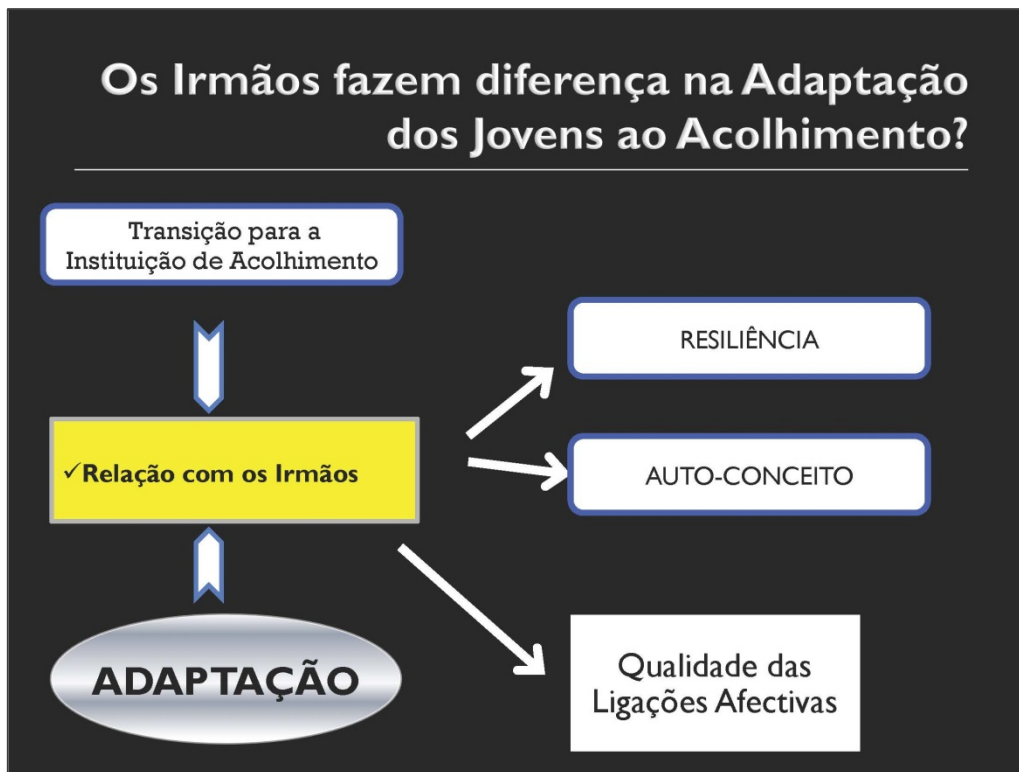 Os Irmãos fazem diferença na Adaptação
dos Jovens ao Acolhimento?
Transição para a
Instituição de Acolhimento
RESILIÊNCIA
✓Relação com os Irmãos
AUTO-CONCEITO
ADAPTAÇÃO
Qualidade das
Ligações Afectivas